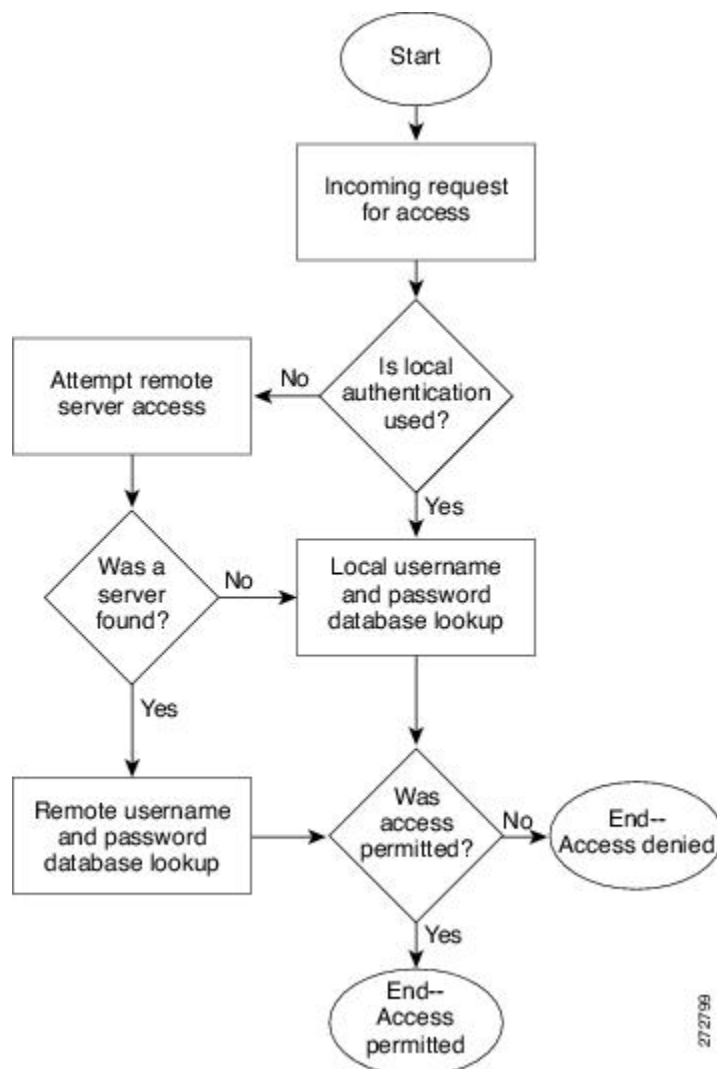 Start
Incoming request
for access
Is local
authentication
used?
No
Attempt remote
server access
Yes
Was a
server
found?
No
Local username
and password
database lookup
Yes
Remote username
and password
database lookup
Was
access
permitted?
No
End--
Access denied
Yes
End--
Access
permitted
272799